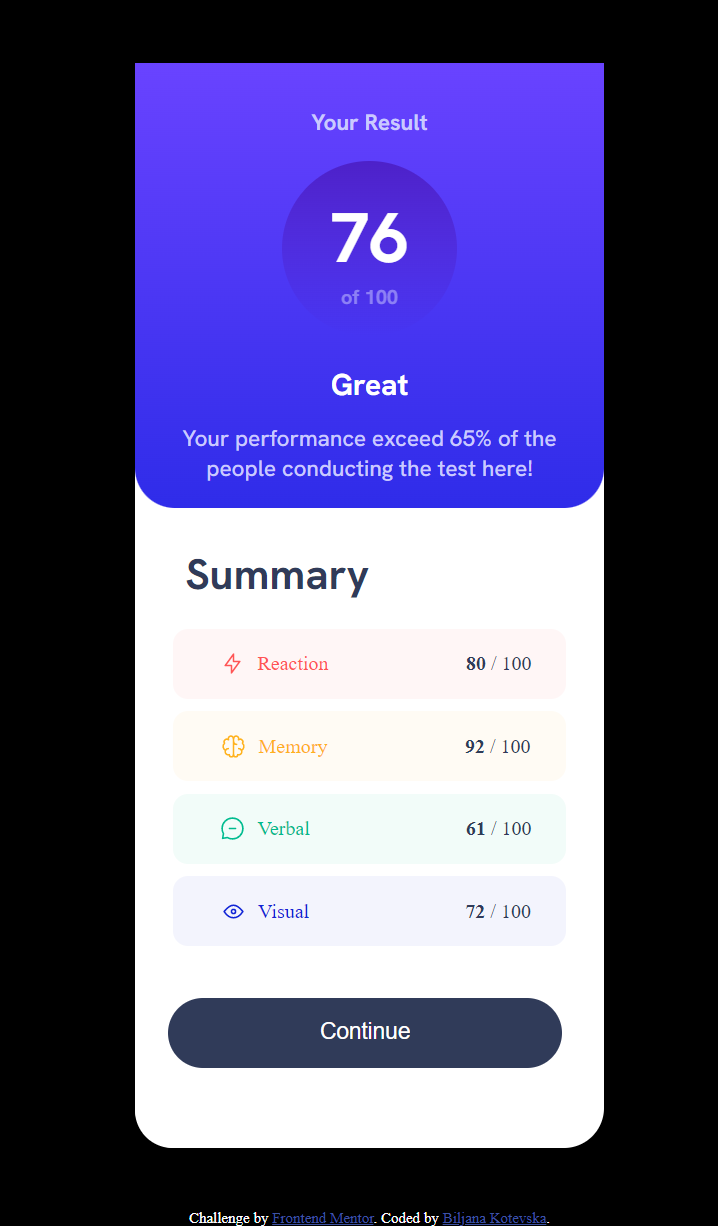 Your Result
76
of 100
Great
Your performance exceed 65% of the
people conducting the test here!
Summary
Reaction 80 / 100
Memory 92 / 100
Verbal 61 / 100
Visual 72 / 100
Continue
Challenge by Frontend Mentor. Coded by Biljana Kotevska.